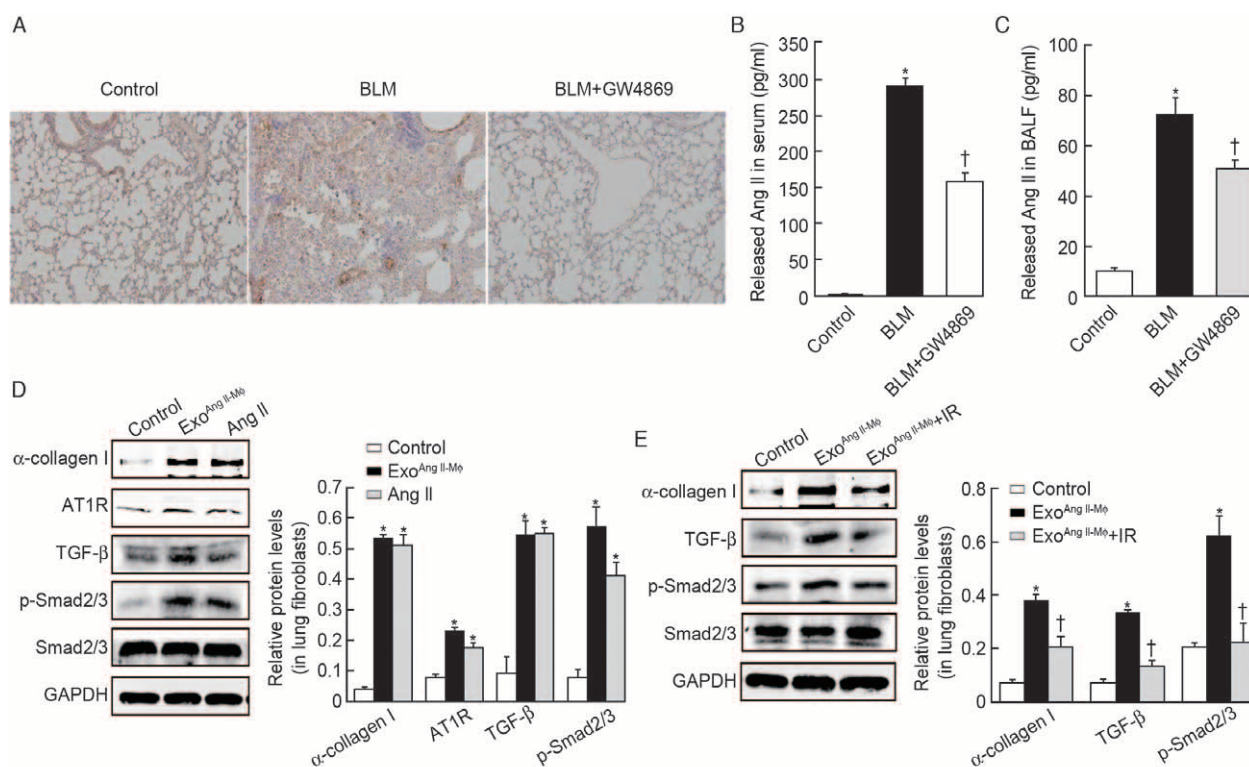 A
Control
BLM
BLM+GW4869
B
Released Ang II in serum (pg/ml)
350
300
250
200
150
100
50
0
*
†
Control
BLM
BLM+GW4869
C
Released Ang II in BALF (pg/ml)
100
80
60
40
20
0
*
†
Control
BLM
BLM+GW4869
D
Control
Exo^Ang II-Mϕ
Ang II
α-collagen I
AT1R
TGF-β
p-Smad2/3
Smad2/3
GAPDH
Relative protein levels
(in lung fibroblasts)
0.7
0.6
0.5
0.4
0.3
0.2
0.1
0
Control
Exo^Ang II-Mϕ
Ang II
* *
* *
* *
* *
α-collagen I
AT1R
TGF-β
p-Smad2/3
E
Control
Exo^Ang II-Mϕ
Exo^Ang II-Mϕ+IR
α-collagen I
TGF-β
p-Smad2/3
Smad2/3
GAPDH
Relative protein levels
(in lung fibroblasts)
0.8
0.6
0.4
0.2
0
Control
Exo^Ang II-Mϕ
Exo^Ang II-Mϕ+IR
* †
* †
* †
α-collagen I
TGF-β
p-Smad2/3